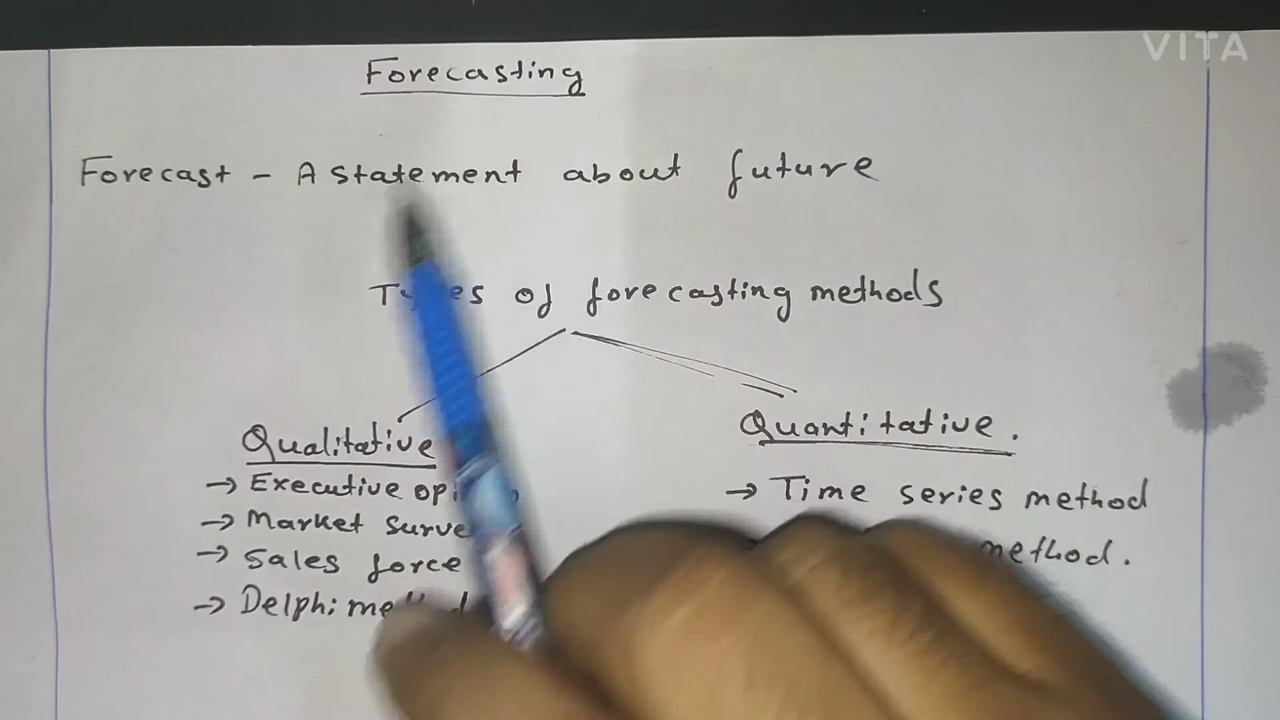 VITA
Forecasting
Forecast - A statement about future
of forecasting methods
Qualitative
Quantitative.
→ Executive
→ Time series method
→ Market
→ Sales force
method.
→ Delphi